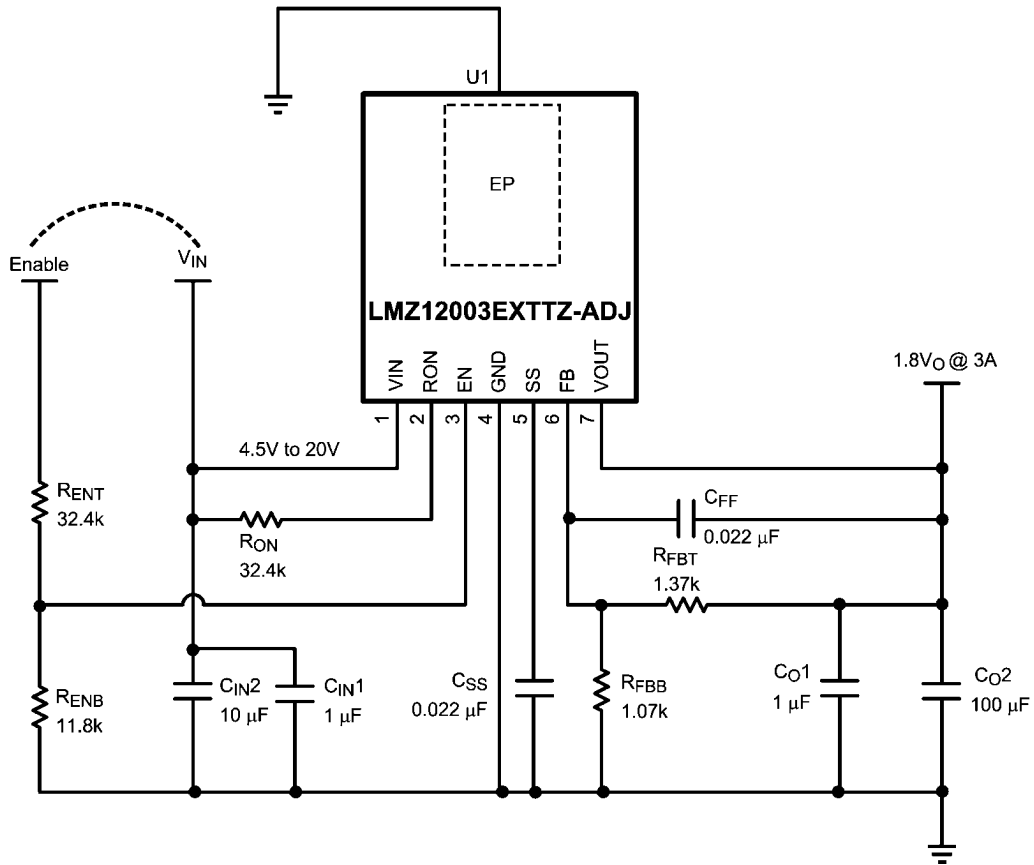 U1
EP
Enable
VIN
LMZ12003EXTTZ-ADJ
VIN
RON
EN
GND
SS
FB
VOUT
1
2
3
4
5
6
7
1.8VO @ 3A
4.5V to 20V
RENT
32.4k
RON
32.4k
CFF
0.022 µF
RFBT
1.37k
RENB
11.8k
CIN2
10 µF
CIN1
1 µF
CSS
0.022 µF
RFBB
1.07k
CO1
1 µF
CO2
100 µF